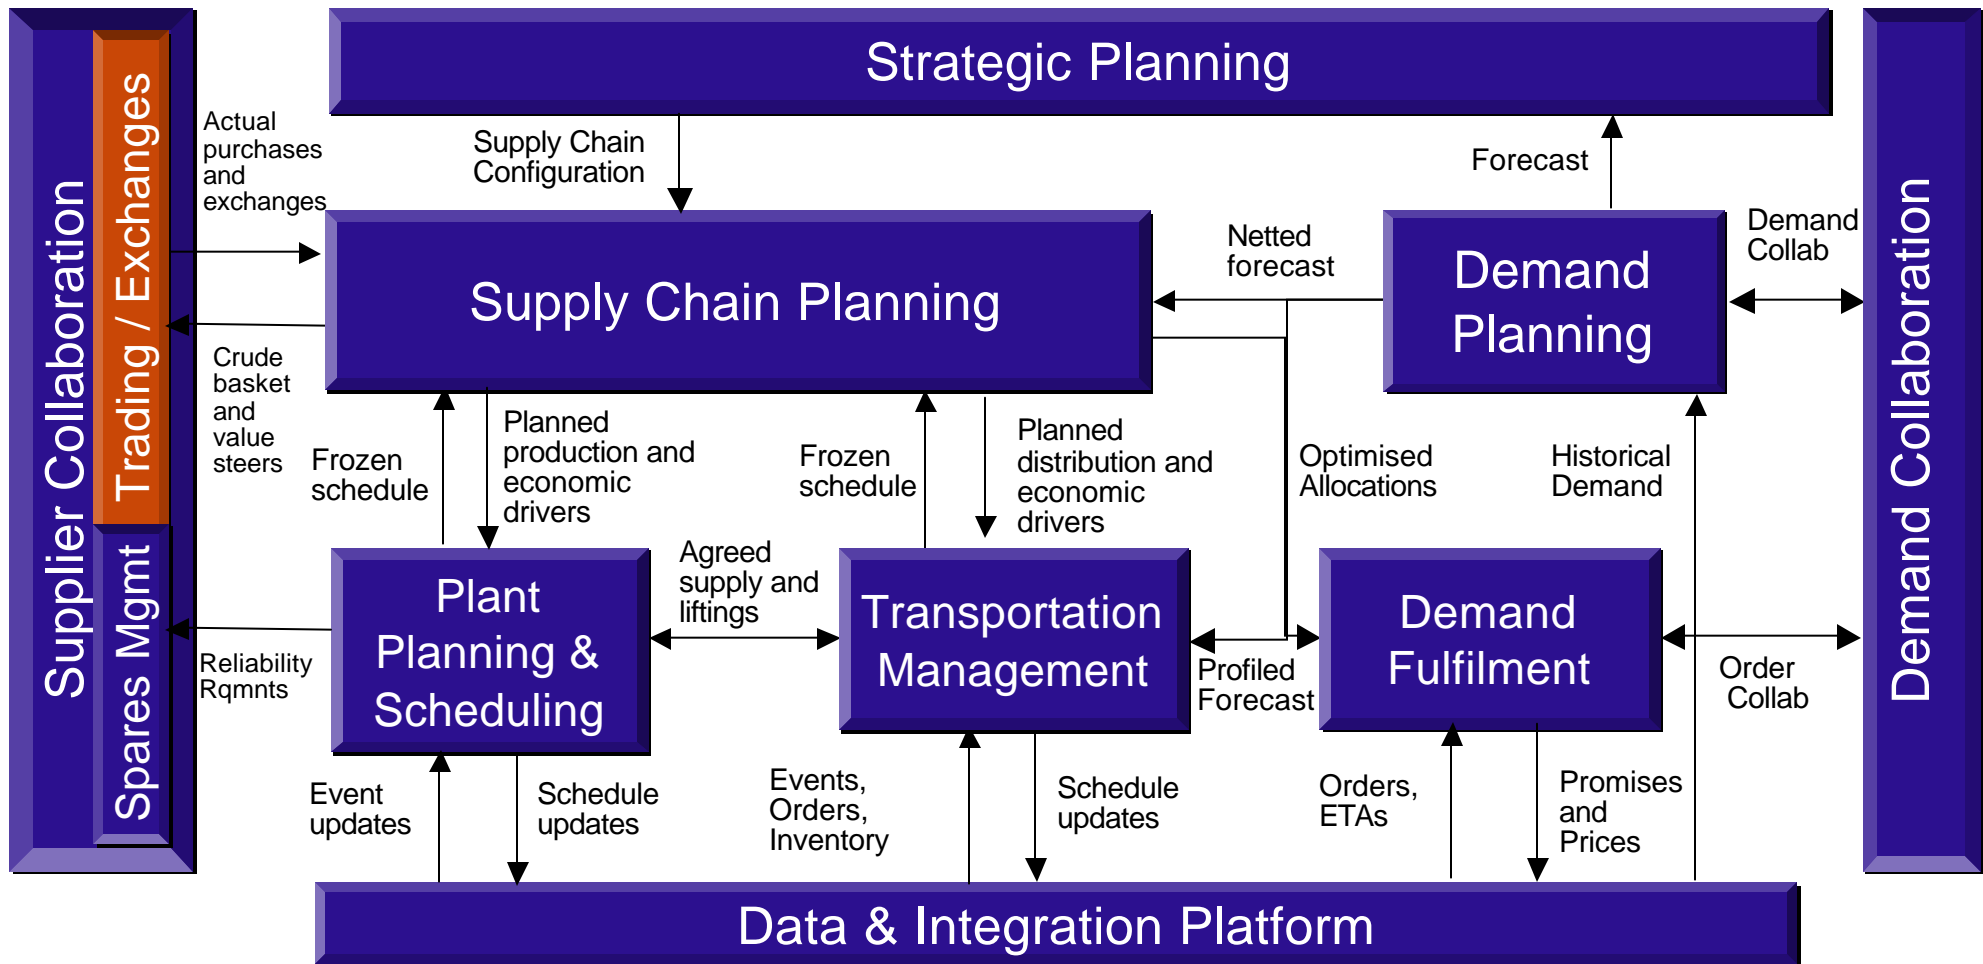 Strategic Planning
Supplier Collaboration
Trading / Exchanges
Spares Mgmt
Actual
purchases
and
exchanges
Supply Chain
Configuration
Forecast
Supply Chain Planning
Netted
forecast
Demand
Planning
Demand
Collab
Demand Collaboration
Crude
basket
and
value
steers
Frozen
schedule
Planned
production and
economic
drivers
Frozen
schedule
Planned
distribution and
economic
drivers
Optimised
Allocations
Historical
Demand
Plant
Planning &
Scheduling
Agreed
supply and
liftings
Transportation
Management
Profiled
Forecast
Demand
Fulfilment
Order
Collab
Reliability
Rqmnts
Event
updates
Schedule
updates
Events,
Orders,
Inventory
Schedule
updates
Orders,
ETAs
Promises
and
Prices
Data & Integration Platform